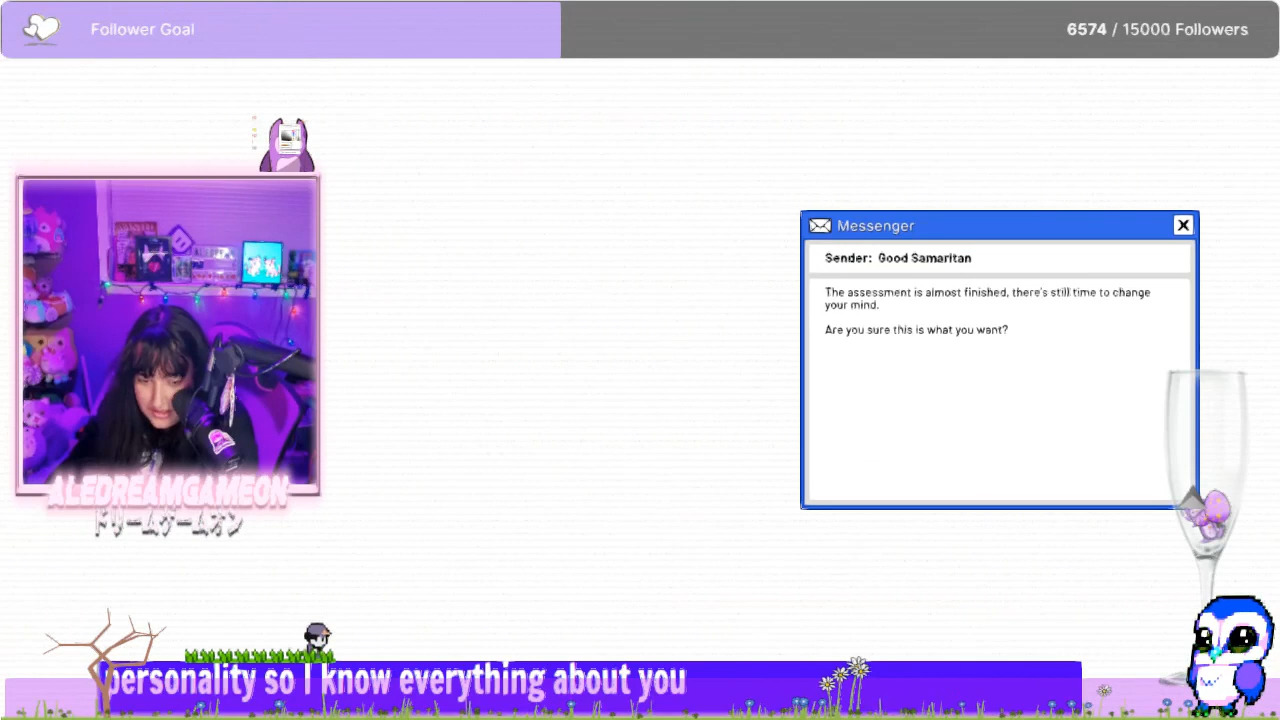 Follower Goal
6574 / 15000 Followers
Messenger
Sender: Good Samaritan
The assessment is almost finished, there's still time to change
your mind.
Are you sure this is what you want?
ALEDREAMGAMEON
ドリームゲームオン
personality so I know everything about you